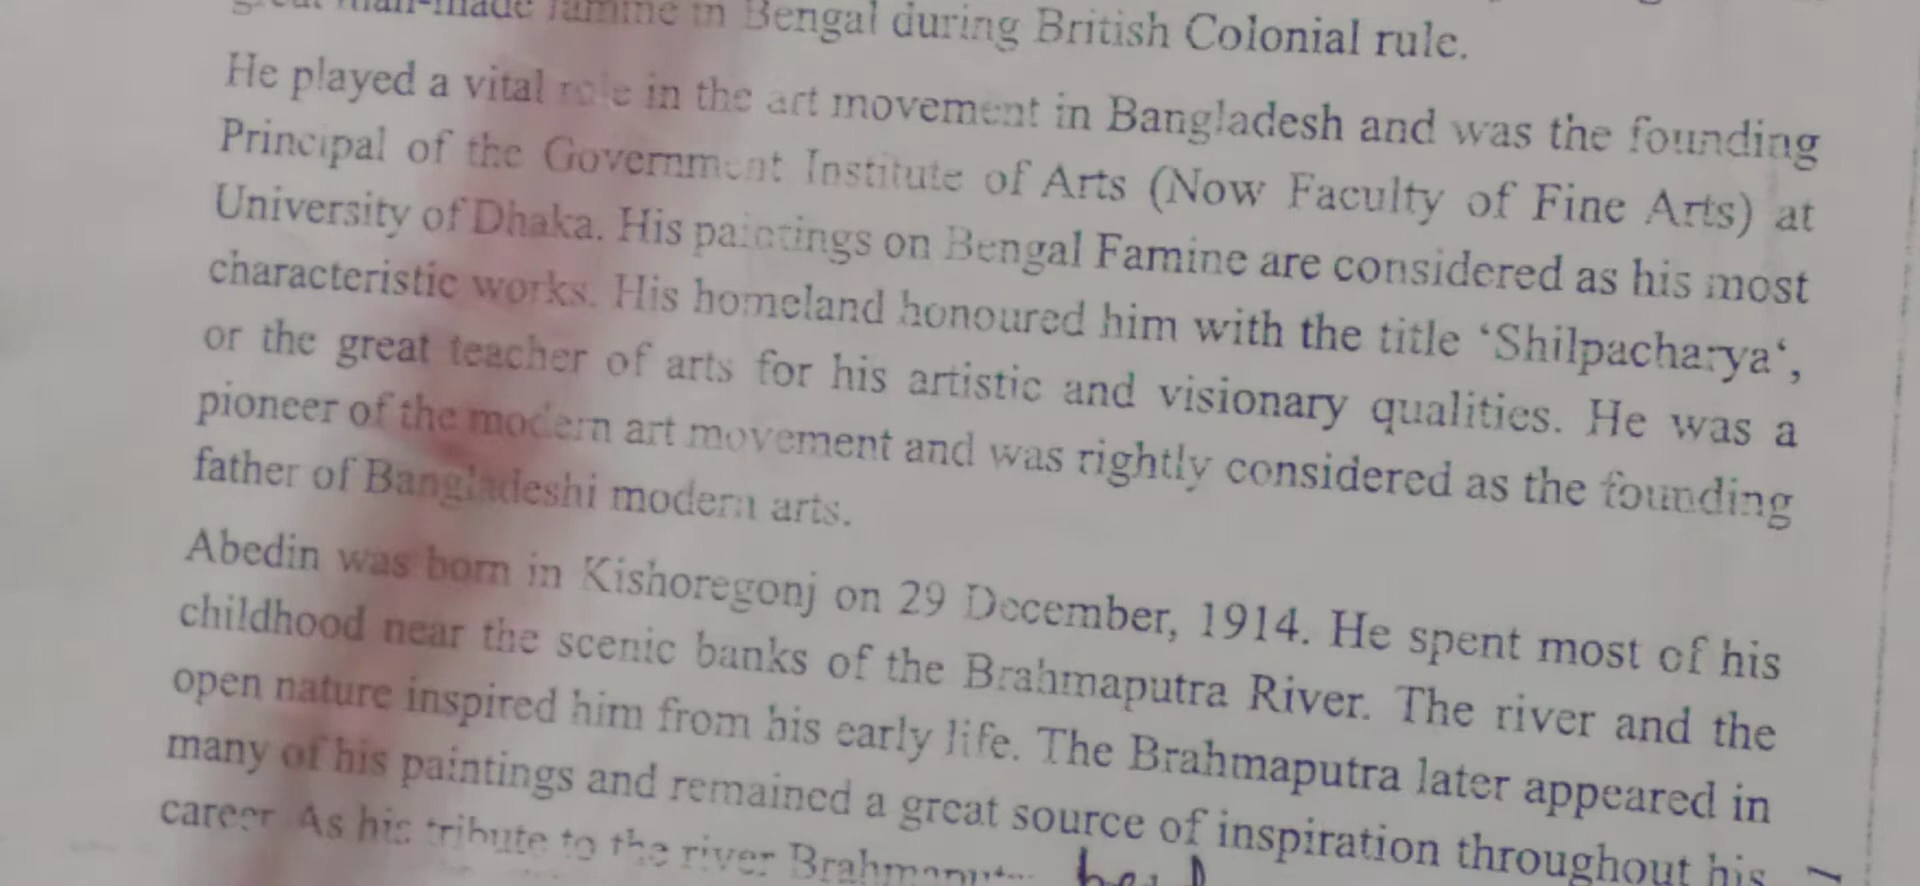 great man-made famine in Bengal during British Colonial rule.
He played a vital role in the art movement in Bangladesh and was the founding
Principal of the Government Institute of Arts (Now Faculty of Fine Arts) at
University of Dhaka. His paintings on Bengal Famine are considered as his most
characteristic works. His homeland honoured him with the title ‘Shilpacharya‘,
or the great teacher of arts for his artistic and visionary qualities. He was a
pioneer of the modern art movement and was rightly considered as the founding
father of Bangladeshi modern arts.
Abedin was born in Kishoregonj on 29 December, 1914. He spent most of his
childhood near the scenic banks of the Brahmaputra River. The river and the
open nature inspired him from his early life. The Brahmaputra later appeared in
many of his paintings and remained a great source of inspiration throughout his
career. As his tribute to the river